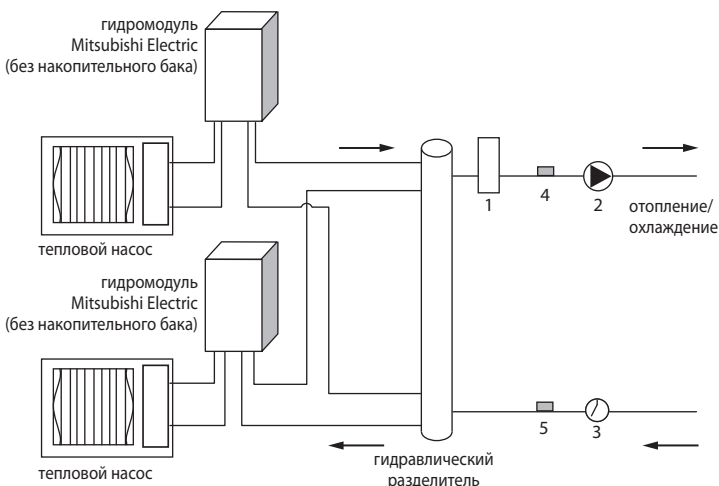 гидромодуль
Mitsubishi Electric
(без накопительного бака)
тепловой насос
гидромодуль
Mitsubishi Electric
(без накопительного бака)
тепловой насос
1
4
2
отопление/
охлаждение
5
3
гидравлический
разделитель